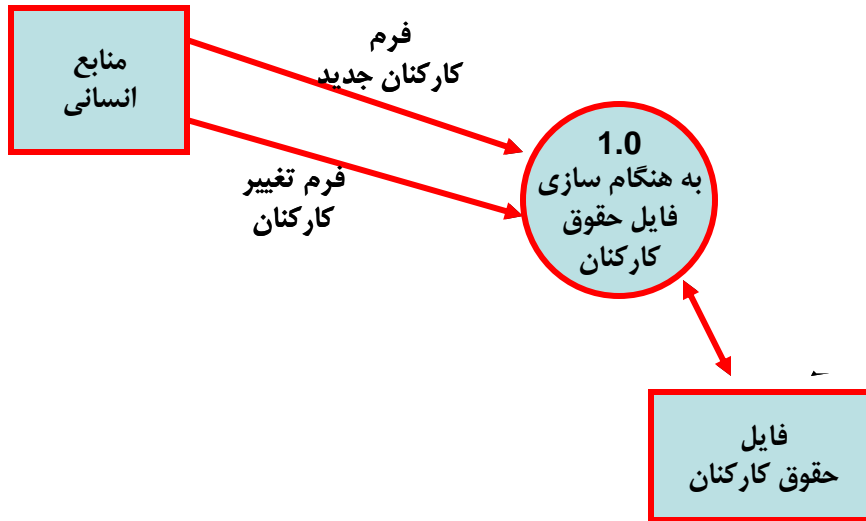 منابع
انسانی
فرم
کارکنان جدید
فرم تغییر
کارکنان
1.0
به هنگام سازی
فایل حقوق
کارکنان
فایل
حقوق کارکنان